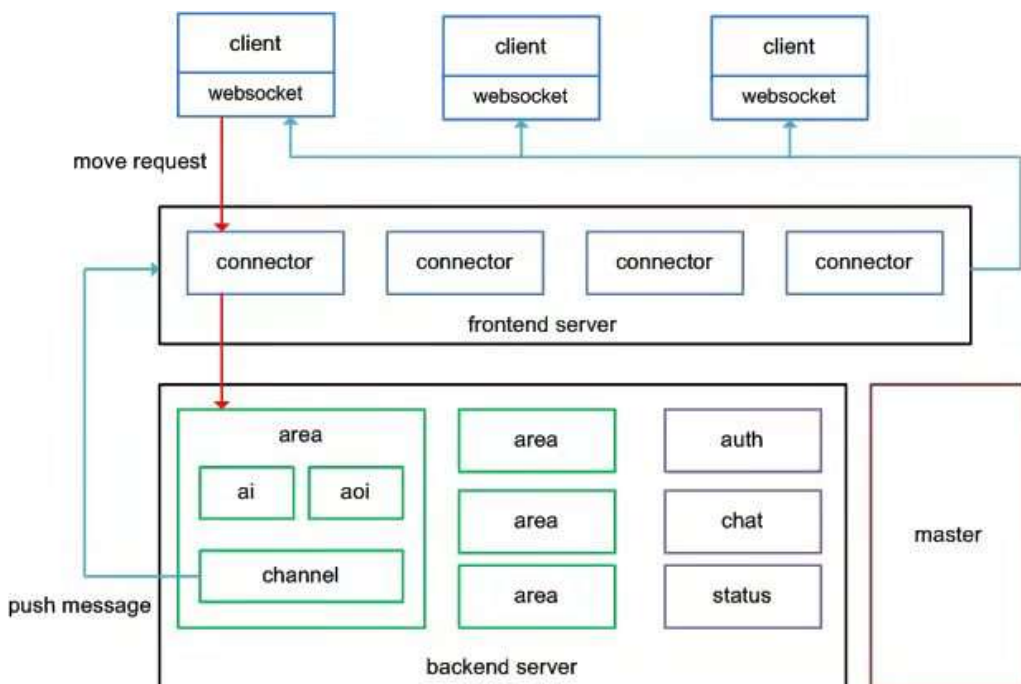 client
client
client
websocket
websocket
websocket
move request
connector
connector
connector
connector
frontend server
area
area
auth
ai
aoi
area
chat
master
channel
area
status
push message
backend server